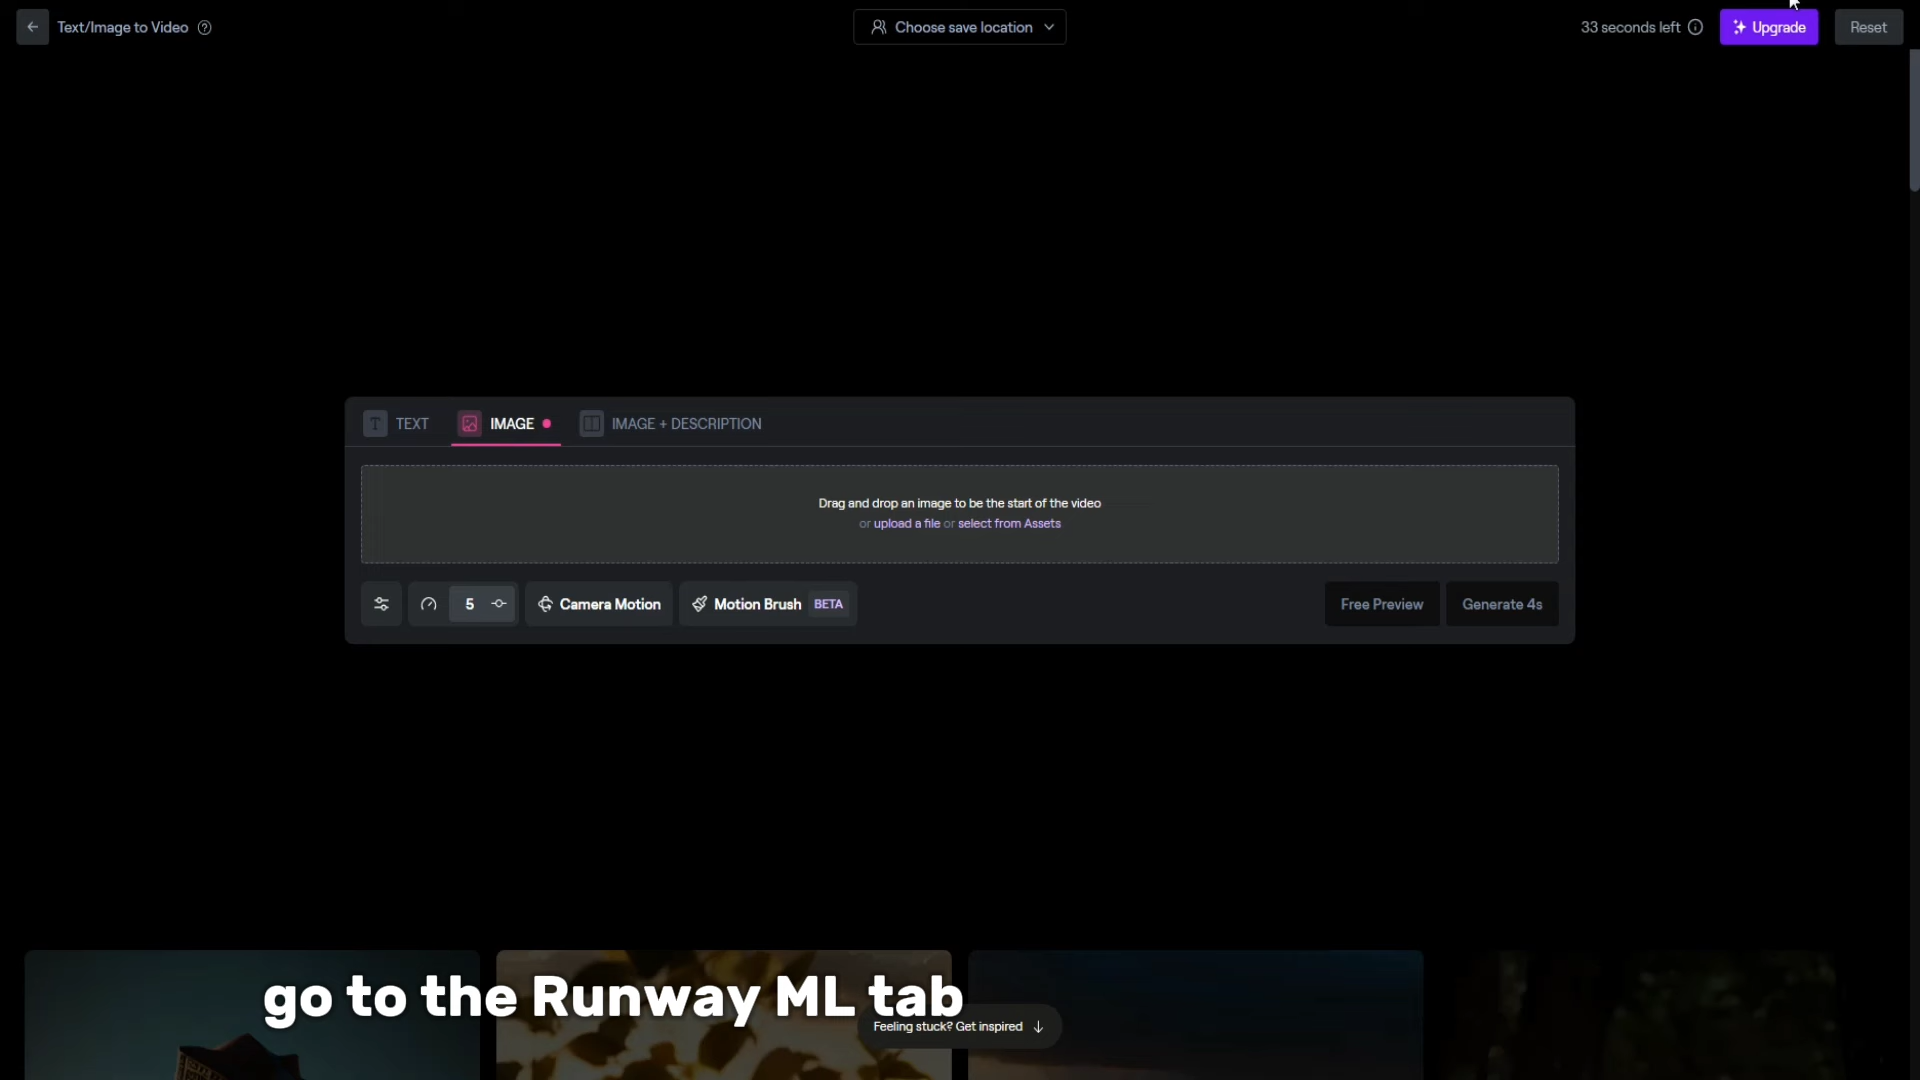 Text/Image to Video
Choose save location
33 seconds left
Upgrade
Reset
TEXT
IMAGE
IMAGE + DESCRIPTION
Drag and drop an image to be the start of the video
or upload a file or select from Assets
5
Camera Motion
Motion Brush BETA
Free Preview
Generate 4s
go to the Runway ML tab
Feeling stuck? Get inspired